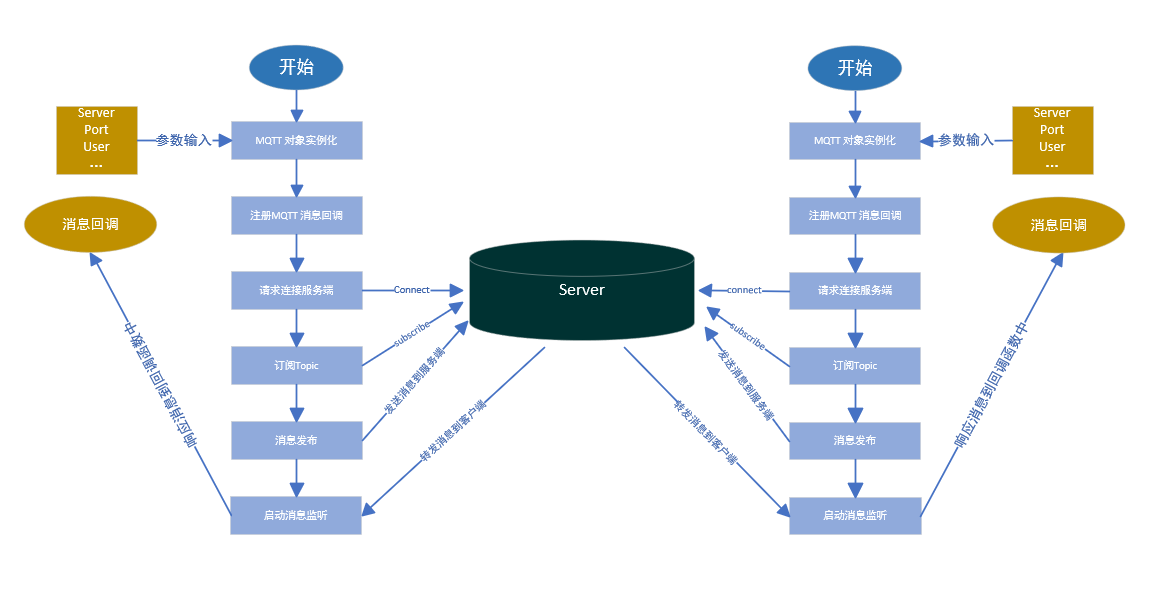 开始
Server
Port
User
...
参数输入
MQTT 对象实例化
消息回调
注册MQTT 消息回调
请求连接服务端
Connect
订阅Topic
subscribe
消息发布
发送消息到服务端
启动消息监听
转发消息到客户端
响应消息到回调函数中
Server
开始
Server
Port
User
...
参数输入
MQTT 对象实例化
消息回调
注册MQTT 消息回调
请求连接服务端
connect
订阅Topic
subscribe
消息发布
发送消息到服务端
启动消息监听
转发消息到客户端
响应消息到回调函数中